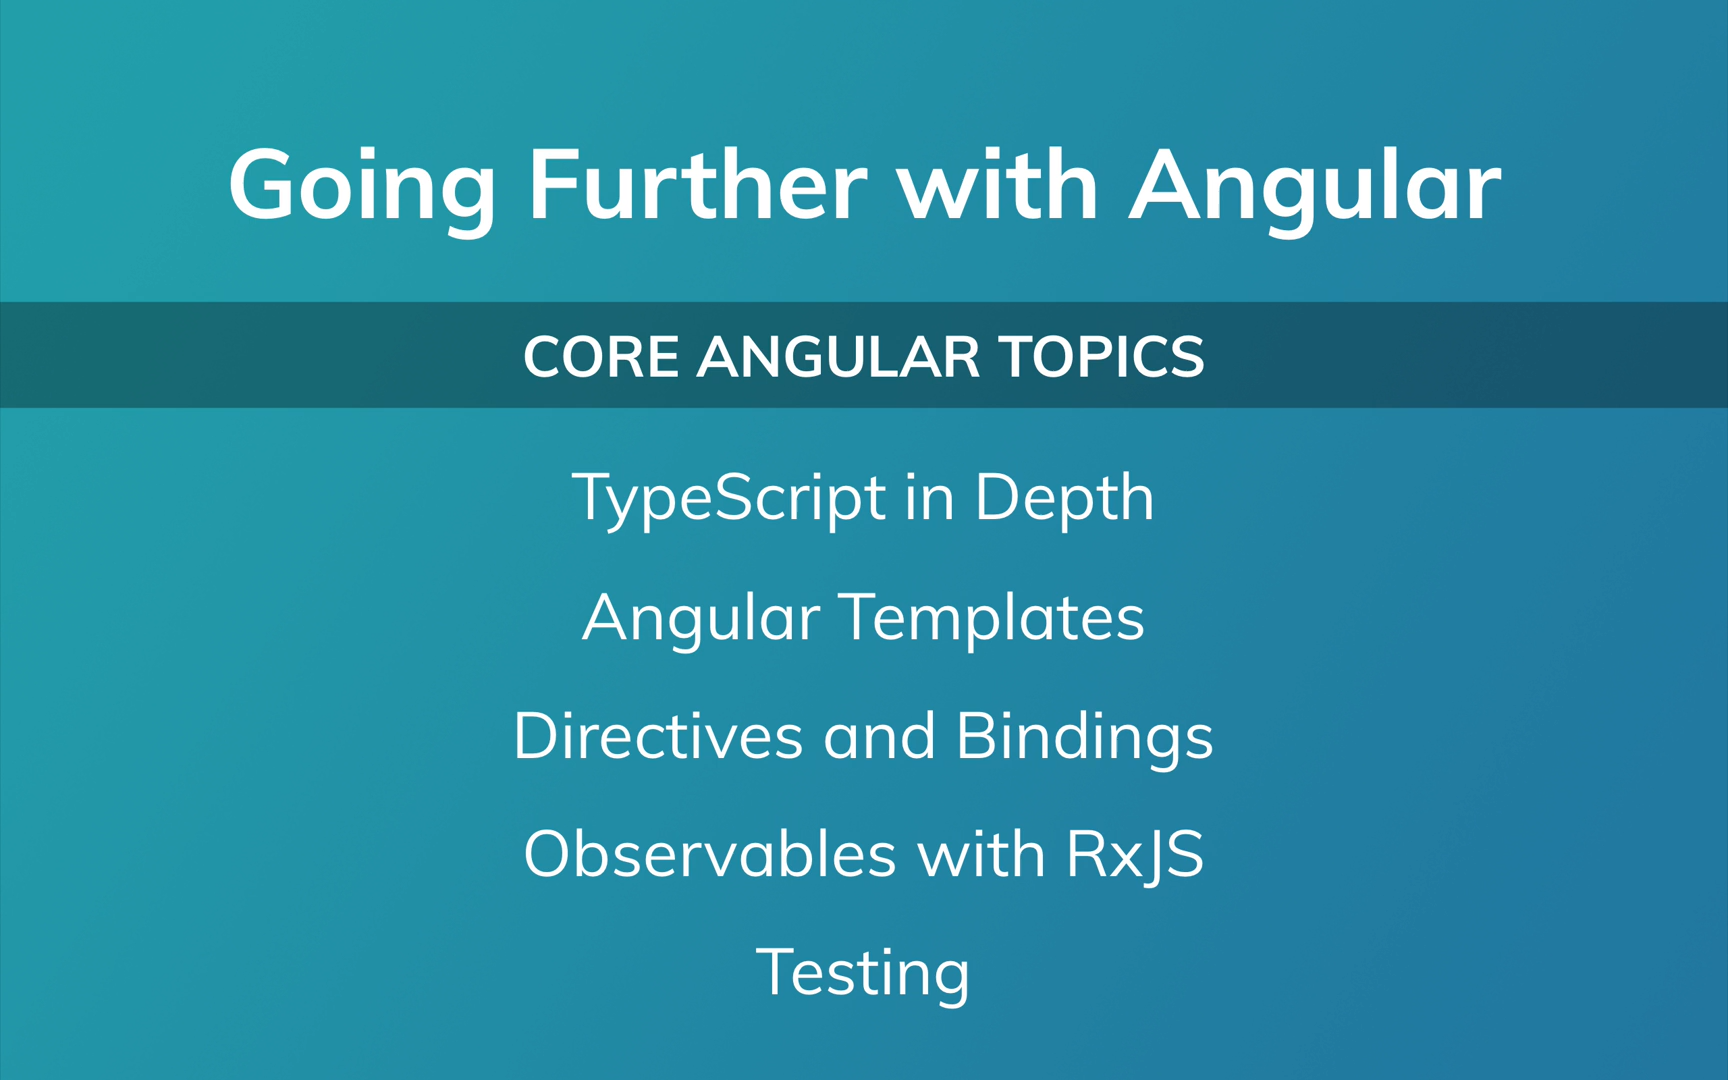 Going Further with Angular
CORE ANGULAR TOPICS
TypeScript in Depth
Angular Templates
Directives and Bindings
Observables with RxJS
Testing